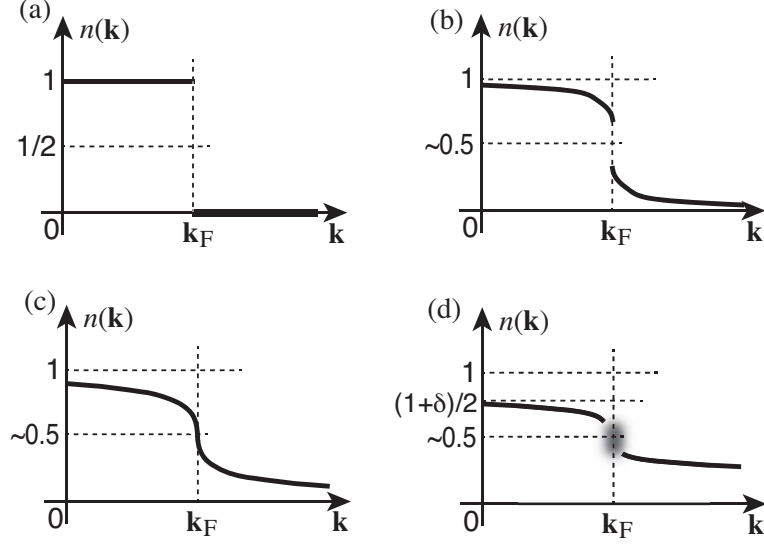 (a)
n(k)
1
1/2
0
kF
k
(b)
n(k)
1
~0.5
0
kF
k
(c)
n(k)
1
~0.5
0
kF
k
(d)
n(k)
1
(1+δ)/2
~0.5
0
kF
k